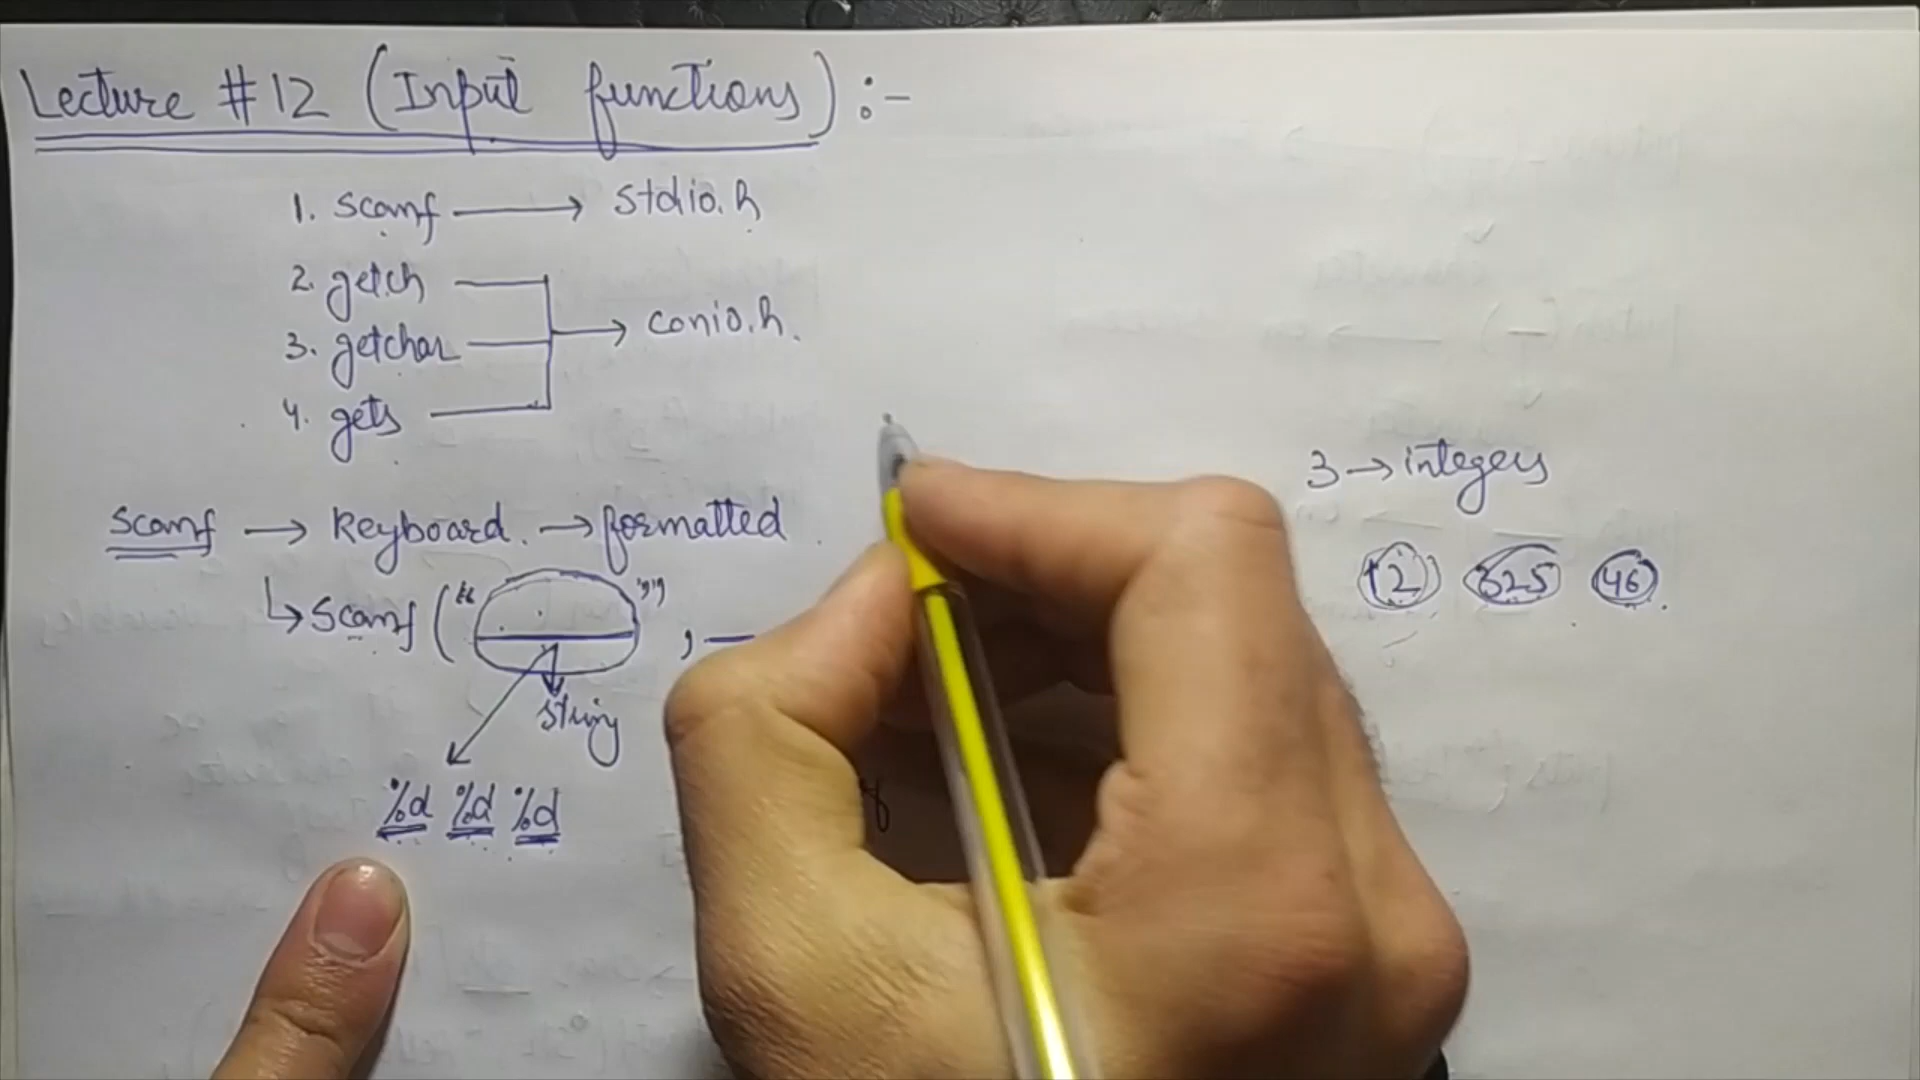 Lecture #12 (Input functions) :-
1. scanf → stdio.h
2. getch
3. getchar → conio.h.
4. gets
3 → integers
scanf → Keyboard. → formatted
12 325 46
↳ scanf (" " , —
string
%d %d %d